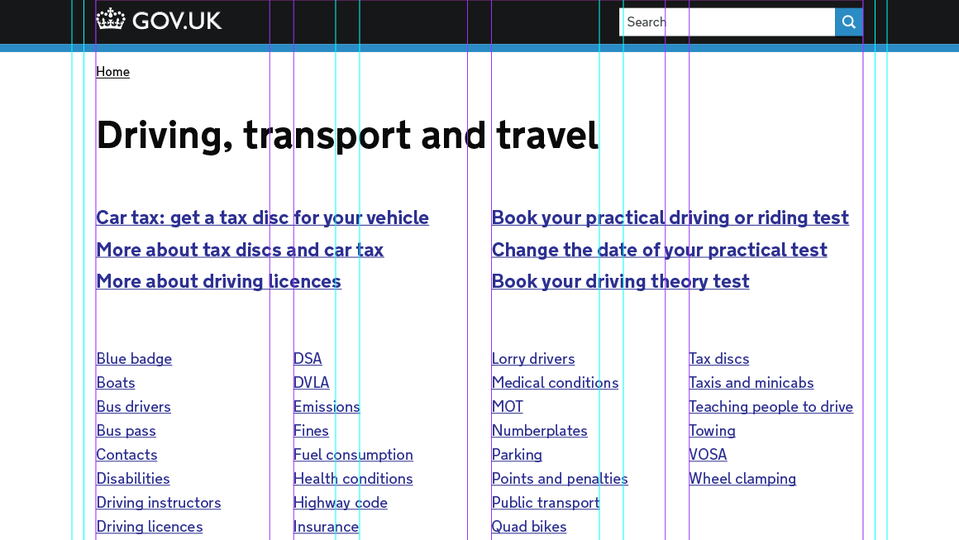 GOV.UK
Search
Home
Driving, transport and travel
Car tax: get a tax disc for your vehicle
More about tax discs and car tax
More about driving licences
Book your practical driving or riding test
Change the date of your practical test
Book your driving theory test
Blue badge
Boats
Bus drivers
Bus pass
Contacts
Disabilities
Driving instructors
Driving licences
DSA
DVLA
Emissions
Fines
Fuel consumption
Health conditions
Highway code
Insurance
Lorry drivers
Medical conditions
MOT
Numberplates
Parking
Points and penalties
Public transport
Quad bikes
Tax discs
Taxis and minicabs
Teaching people to drive
Towing
VOSA
Wheel clamping